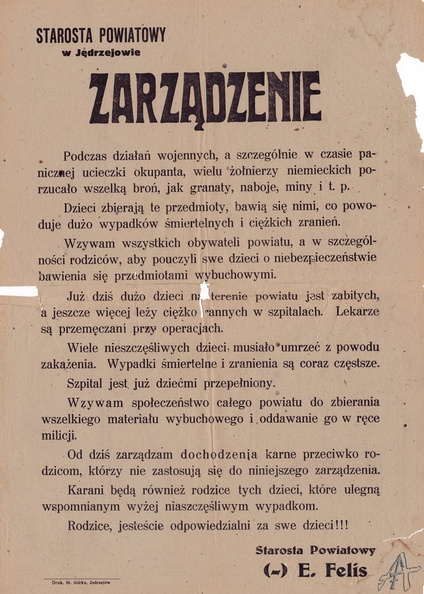 STAROSTA POWIATOWY
w Jędrzejowie
ZARZĄDZENIE
Podczas działań wojennych, a szczególnie w czasie pa-
nicznej ucieczki okupanta, wielu żołnierzy niemieckich po-
rzucało wszelką broń, jak granaty, naboje, miny i t. p.
Dzieci zbierają te przedmioty, bawią się nimi, co powo-
duje dużo wypadków śmiertelnych i ciężkich zranień.
Wzywam wszystkich obywateli powiatu, a w szczegól-
ności rodziców, aby pouczyli swe dzieci o niebezpieczeństwie
bawienia się przedmiotami wybuchowymi.
Już dziś dużo dzieci na terenie powiatu jest zabitych,
a jeszcze więcej leży ciężko rannych w szpitalach. Lekarze
są przemęczani przy operacjach.
Wiele nieszczęśliwych dzieci musiało umrzeć z powodu
zakażenia. Wypadki śmiertelne i zranienia są coraz częstsze.
Szpital jest już dziećmi przepełniony.
Wzywam społeczeństwo całego powiatu do zbierania
wszelkiego materiału wybuchowego i oddawanie go w ręce
milicji.
Od dziś zarządzam dochodzenia karne przeciwko ro-
dzicom, którzy nie zastosują się do niniejszego zarządzenia.
Karani będą również rodzice tych dzieci, które ulegną
wspomnianym wyżej niaszczęśliwym wypadkom.
Rodzice, jesteście odpowiedzialni za swe dzieci!!!
Starosta Powiatowy
(-) E. Felis
Druk. W. Górka, Jędrzejów